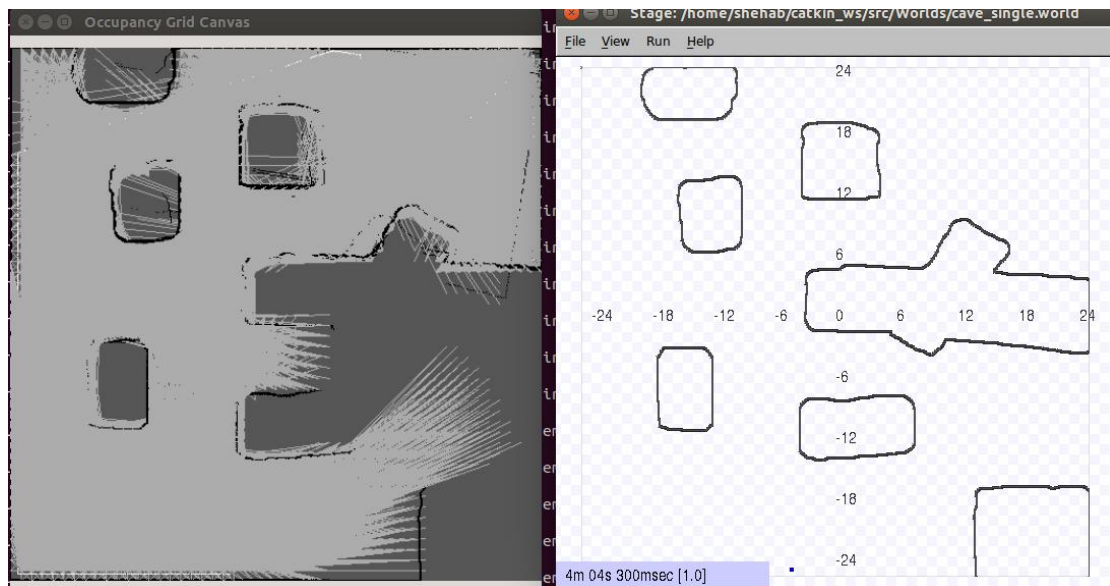 Occupancy Grid Canvas
Stage: /home/shehab/catkin_ws/src/Worlds/cave_single.world
File View Run Help
24
18
12
6
-24 -18 -12 -6 0 6 12 18 24
-6
-12
-18
-24
4m 04s 300msec [1.0]